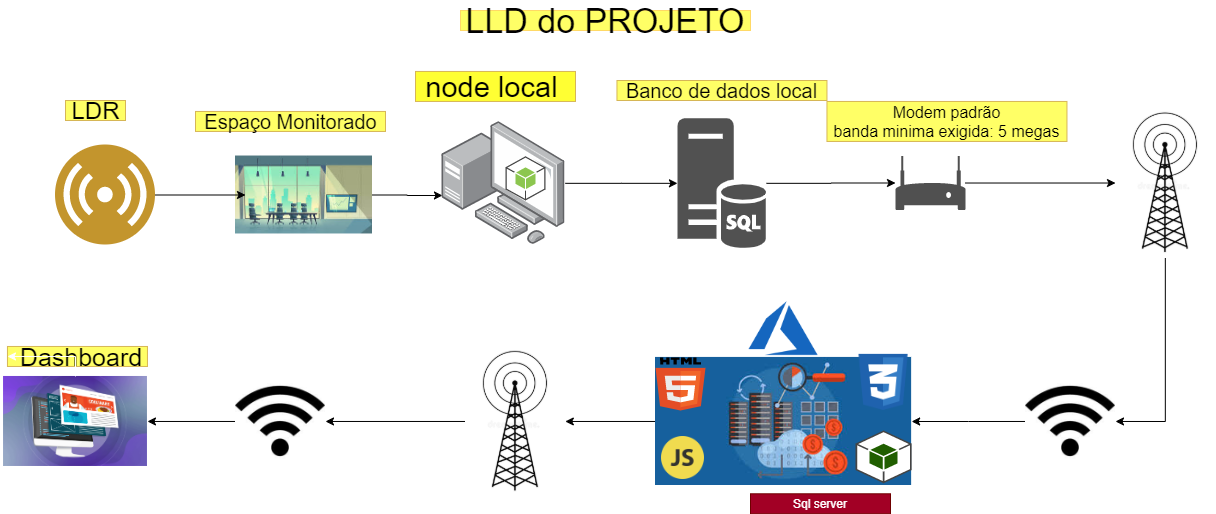 LLD do PROJETO
LDR
Espaço Monitorado
node local
Banco de dados local
Modem padrão
banda minima exigida: 5 megas
SQL
Dashboard
HTML
5
3
JS
$
$
Sql server